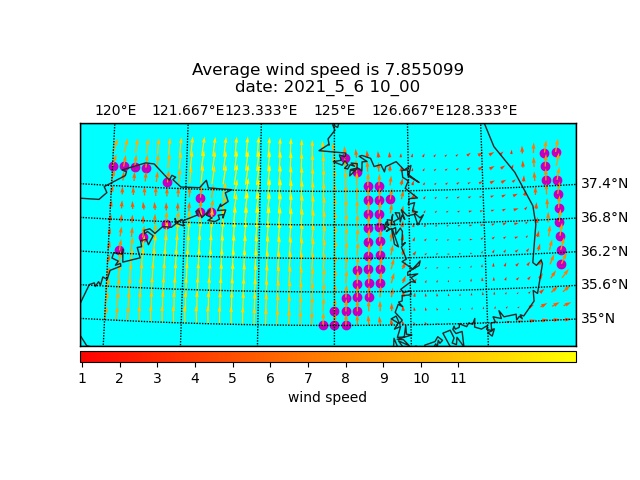 Average wind speed is 7.855099
date: 2021_5_6 10_00
120°E 121.667°E 123.333°E 125°E 126.667°E 128.333°E
37.4°N
36.8°N
36.2°N
35.6°N
35°N
1 2 3 4 5 6 7 8 9 10 11
wind speed